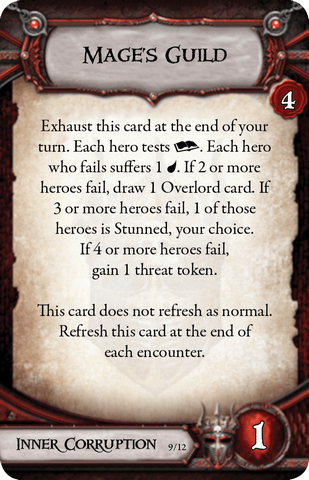 Mage's Guild
4
Exhaust this card at the end of your
turn. Each hero tests . Each hero
who fails suffers 1 . If 2 or more
heroes fail, draw 1 Overlord card. If
3 or more heroes fail, 1 of those
heroes is Stunned, your choice.
If 4 or more heroes fail,
gain 1 threat token.
This card does not refresh as normal.
Refresh this card at the end of
each encounter.
Inner Corruption 9/12
1